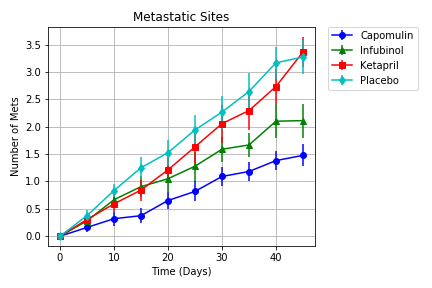 Metastatic Sites
Number of Mets
3.5
3.0
2.5
2.0
1.5
1.0
0.5
0.0
0
10
20
30
40
Time (Days)
Capomulin
Infubinol
Ketapril
Placebo